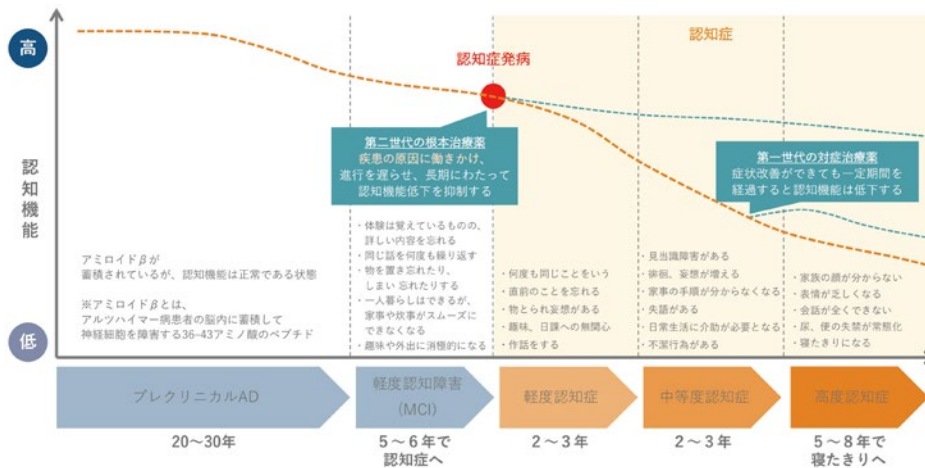 高
認知機能
低
認知症
認知症発病
第二世代の根本治療薬
疾患の原因に働きかけ、
進行を遅らせ、長期にわたって
認知機能低下を抑制する
第一世代の対症治療薬
症状改善ができても一定期間を
経過すると認知機能は低下する
アミロイドβが
蓄積されているが、認知機能は正常である状態
※アミロイドβとは、
アルツハイマー病患者の脳内に蓄積して
神経細胞を障害する36–43アミノ酸のペプチド
・体験は覚えているものの、
詳しい内容を忘れる
・同じ話を何度も繰り返す
・物を置き忘れたり、
しまい 忘れたりする
・一人暮らしはできるが、
家事や炊事がスムーズに
できなくなる
・趣味や外出に消極的になる
・何度も同じことをいう
・直前のことを忘れる
・物とられ妄想がある
・趣味、日課への無関心
・作話をする
・見当識障害がある
・徘徊、妄想が増える
・家事の手順が分からなくなる
・失語がある
・日常生活に介助が必要となる
・不潔行為がある
・家族の顔が分からない
・表情が乏しくなる
・会話が全くできない
・尿、便の失禁が常態化
・寝たきりになる
プレクリニカルAD
軽度認知障害
(MCI)
軽度認知症
中等度認知症
高度認知症
20〜30年
5〜6年で
認知症へ
2〜3年
2〜3年
5〜8年で
寝たきりへ